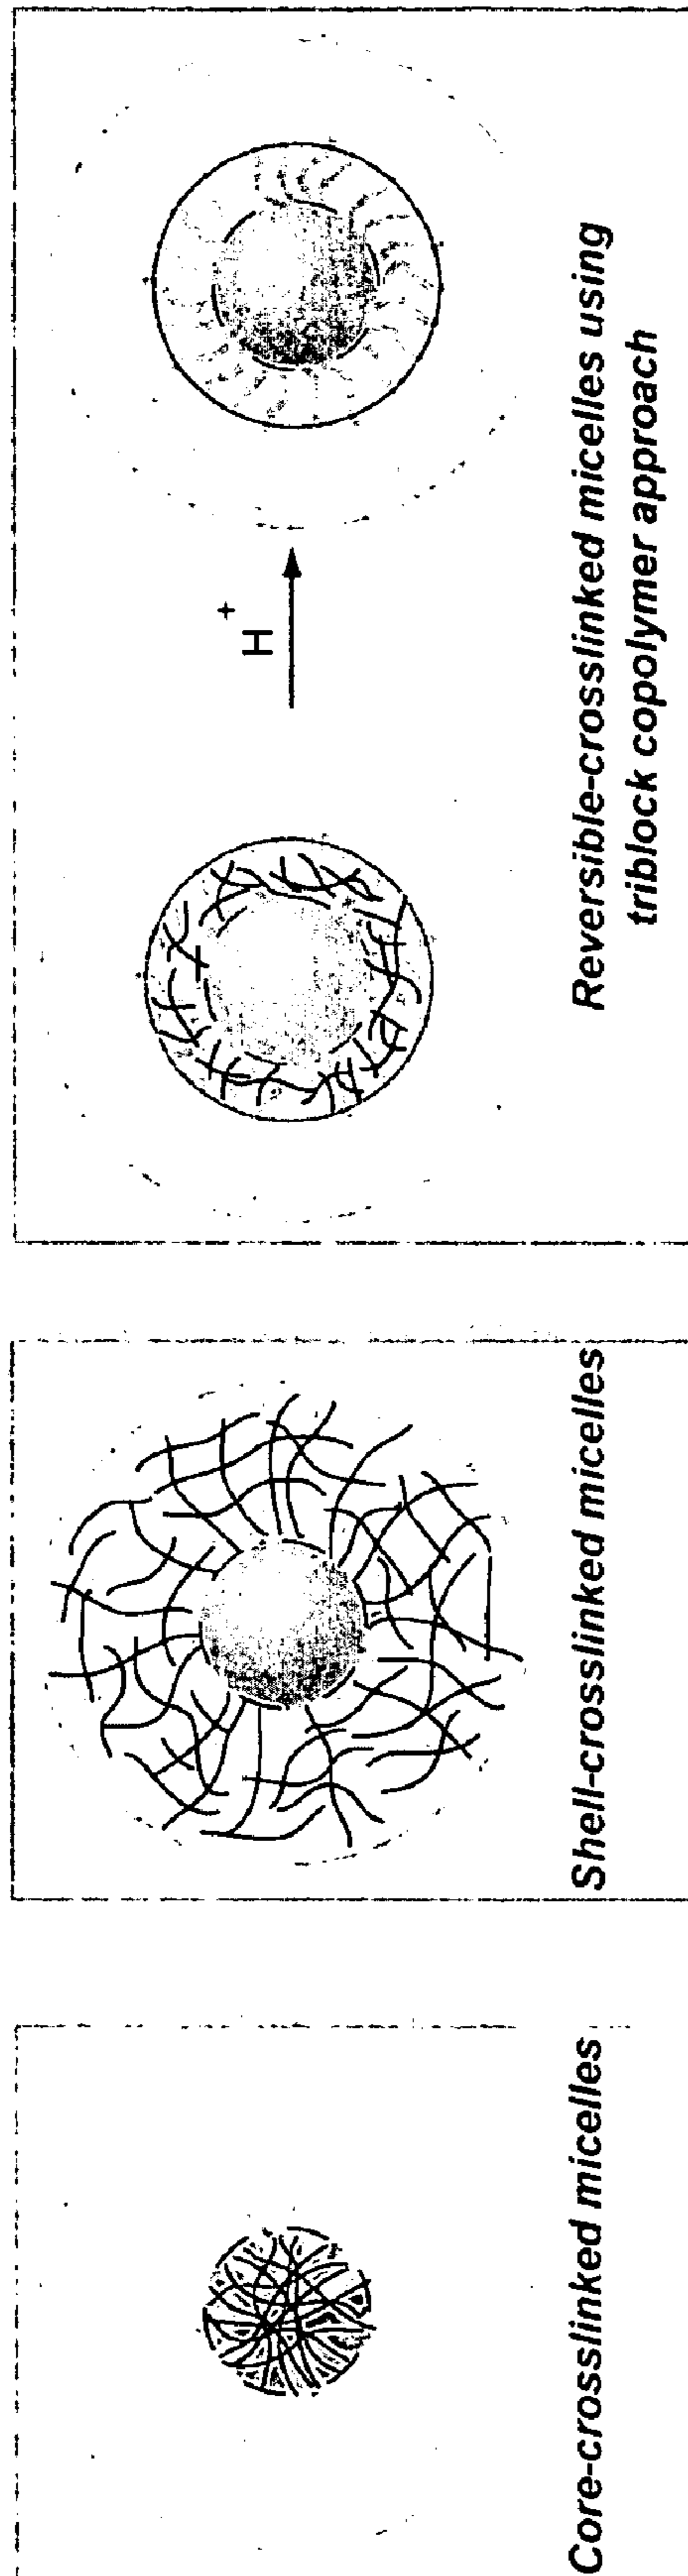 Core-crosslinked micelles
Shell-crosslinked micelles
H+
Reversible-crosslinked micelles using
triblock copolymer approach